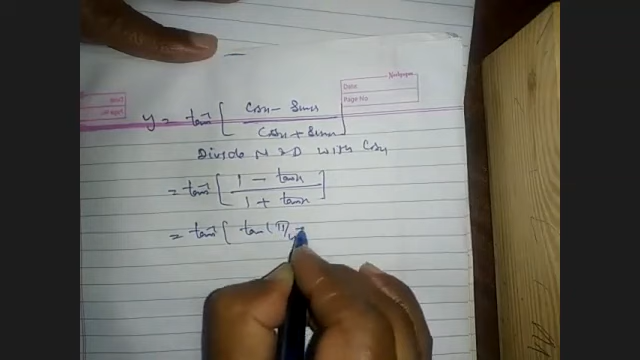 Notepaper
Date
Page No
y = tan⁻¹ [ cosx - sinx / cosx + sinx ]
Divide N & D with cosx
= tan⁻¹ [ 1 - tanx / 1 + tanx ]
= tan⁻¹ [ tan ( π/4 -